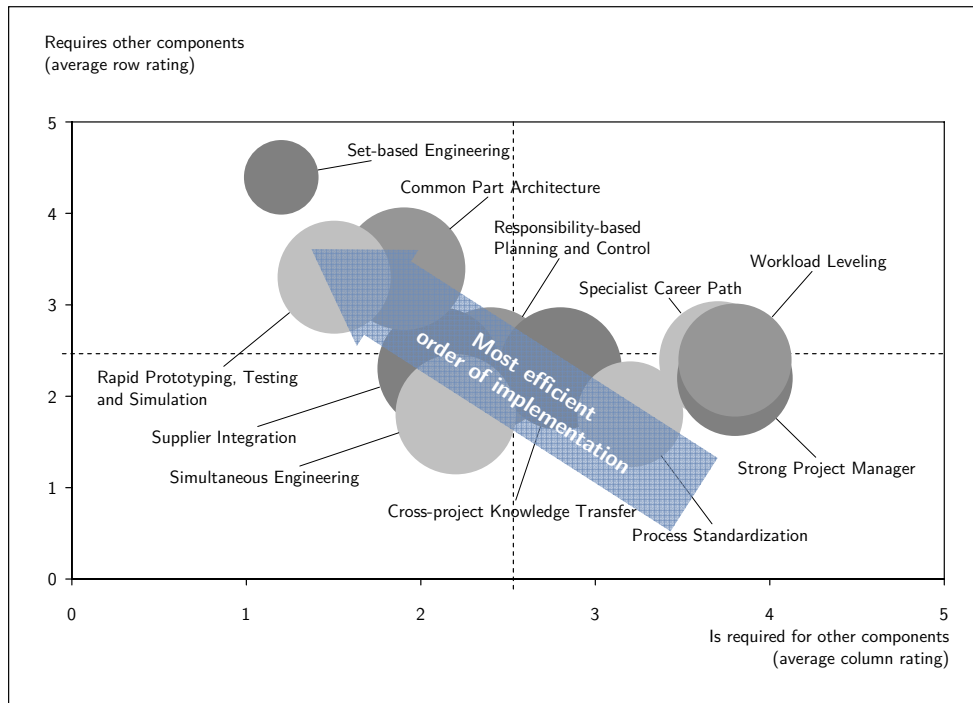 Requires other components
(average row rating)
5
Set-based Engineering
Common Part Architecture
4
Responsibility-based
Planning and Control
Workload Leveling
Specialist Career Path
3
Most efficient
order of implementation
Rapid Prototyping, Testing
and Simulation
2
Supplier Integration
Strong Project Manager
Simultaneous Engineering
1
Cross-project Knowledge Transfer
Process Standardization
0
0 1 2 3 4 5
Is required for other components
(average column rating)